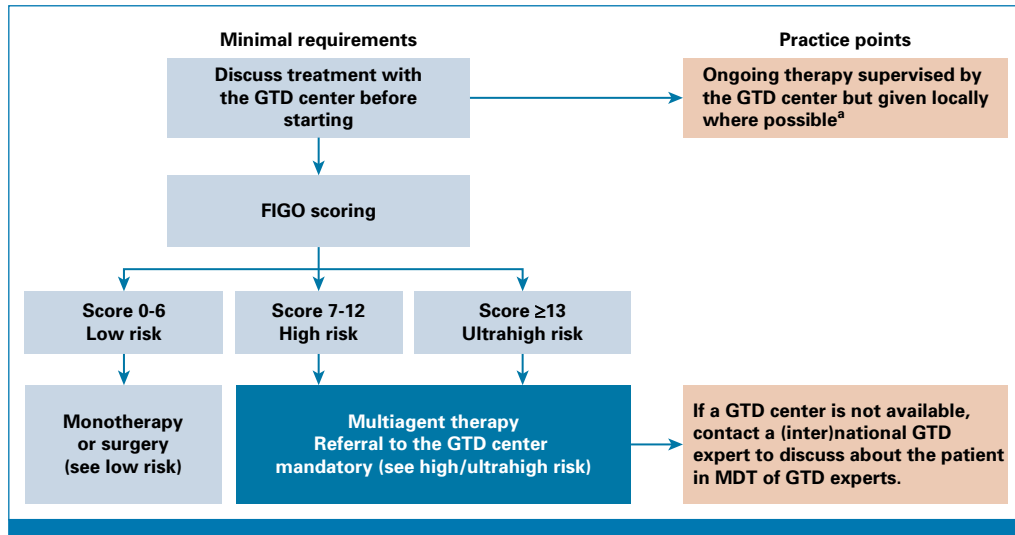 Minimal requirements
Practice points
Discuss treatment with
the GTD center before
starting
Ongoing therapy supervised by
the GTD center but given locally
where possibleᵃ
FIGO scoring
Score 0-6
Low risk
Score 7-12
High risk
Score ≥13
Ultrahigh risk
Monotherapy
or surgery
(see low risk)
Multiagent therapy
Referral to the GTD center
mandatory (see high/ultrahigh risk)
If a GTD center is not available,
contact a (inter)national GTD
expert to discuss about the patient
in MDT of GTD experts.